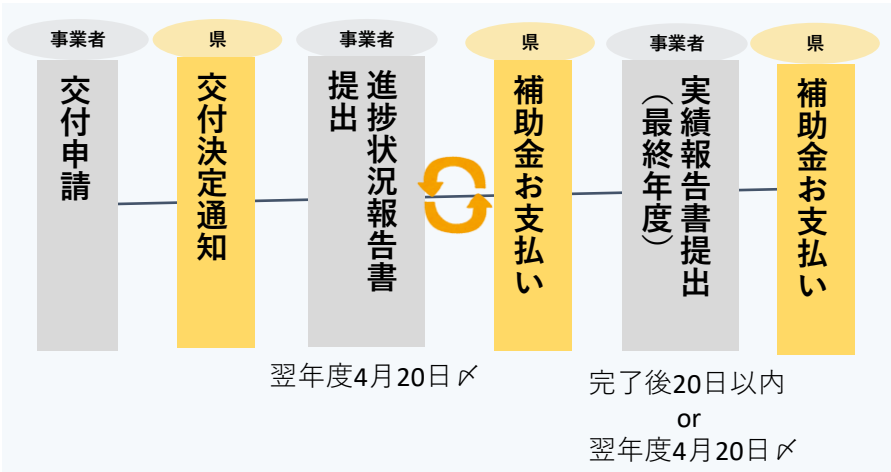 事業者
交付申請
県
交付決定通知
事業者
進捗状況報告書
提出
翌年度4月20日〆
県
補助金お支払い
事業者
実績報告書提出
（最終年度）
完了後20日以内
or
翌年度4月20日〆
県
補助金お支払い